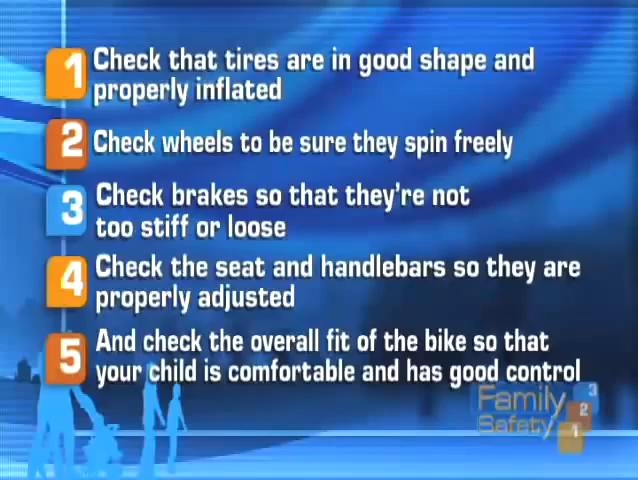 1 Check that tires are in good shape and
properly inflated
2 Check wheels to be sure they spin freely
3 Check brakes so that they're not
too stiff or loose
4 Check the seat and handlebars so they are
properly adjusted
5 And check the overall fit of the bike so that
your child is comfortable and has good control
Family 3
2
Safety 1